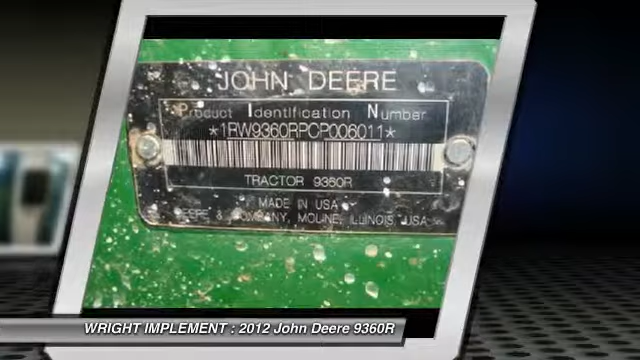 JOHN DEERE
Product Identification Number
*1RW9360RPCP006011*
TRACTOR 9360R
MADE IN USA
DEERE & COMPANY, MOLINE, ILLINOIS, USA
WRIGHT IMPLEMENT : 2012 John Deere 9360R